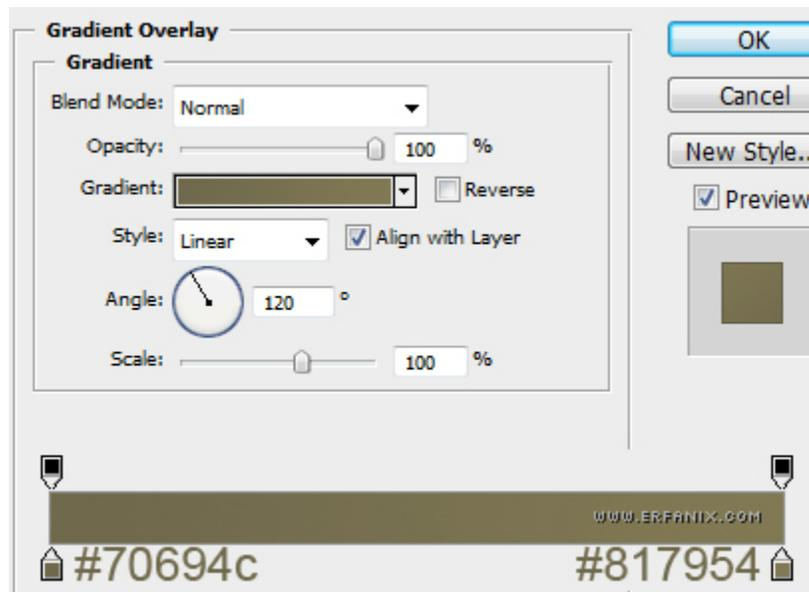 Gradient Overlay
Gradient
Blend Mode: Normal
Opacity: 100 %
Gradient: Reverse
Style: Linear Align with Layer
Angle: 120 °
Scale: 100 %
OK
Cancel
New Style..
Preview
WWW.ERFANIX.COM
#70694c #817954